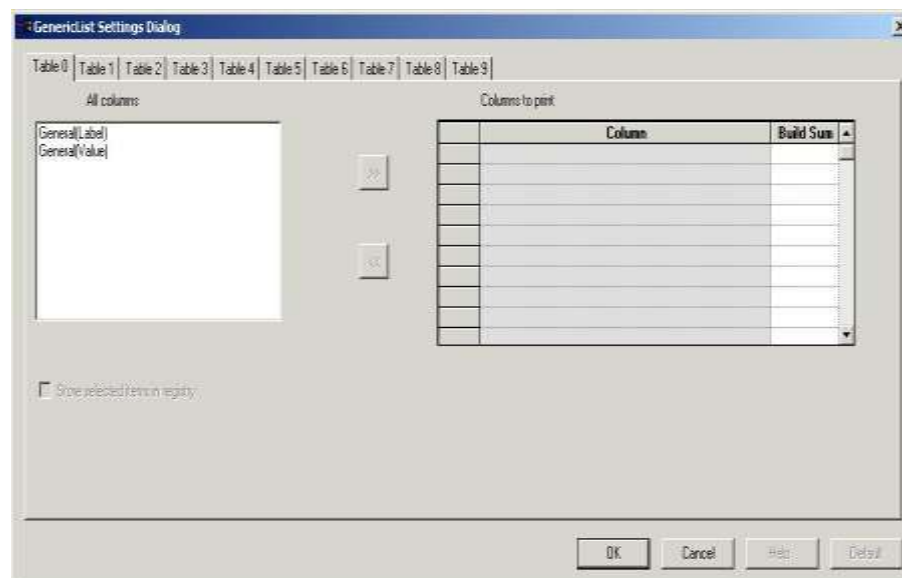 GenericList Settings Dialog
Table 0 Table 1 Table 2 Table 3 Table 4 Table 5 Table 6 Table 7 Table 8 Table 9
All columns
Columns to print
General(Label)
General(Value)
>>
<<
Column Build Sum
Store selected items in registry
OK Cancel Help Default